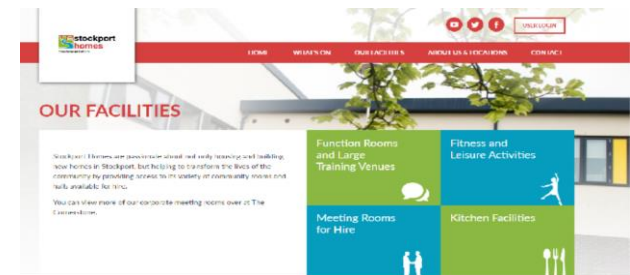 USER LOGIN
stockport
homes
HOME WHAT'S ON OUR FACILITIES ABOUT US & LOCATIONS CONTACT
OUR FACILITIES
Stockport Homes are passionate about not only housing and building
new homes in Stockport, but helping to transform the lives of the
community by providing access to its variety of community rooms and
halls available for hire.
You can view more of our corporate meeting rooms over at The
Cornerstone.
Function Rooms
and Large
Training Venues
Fitness and
Leisure Activities
Meeting Rooms
for Hire
Kitchen Facilities